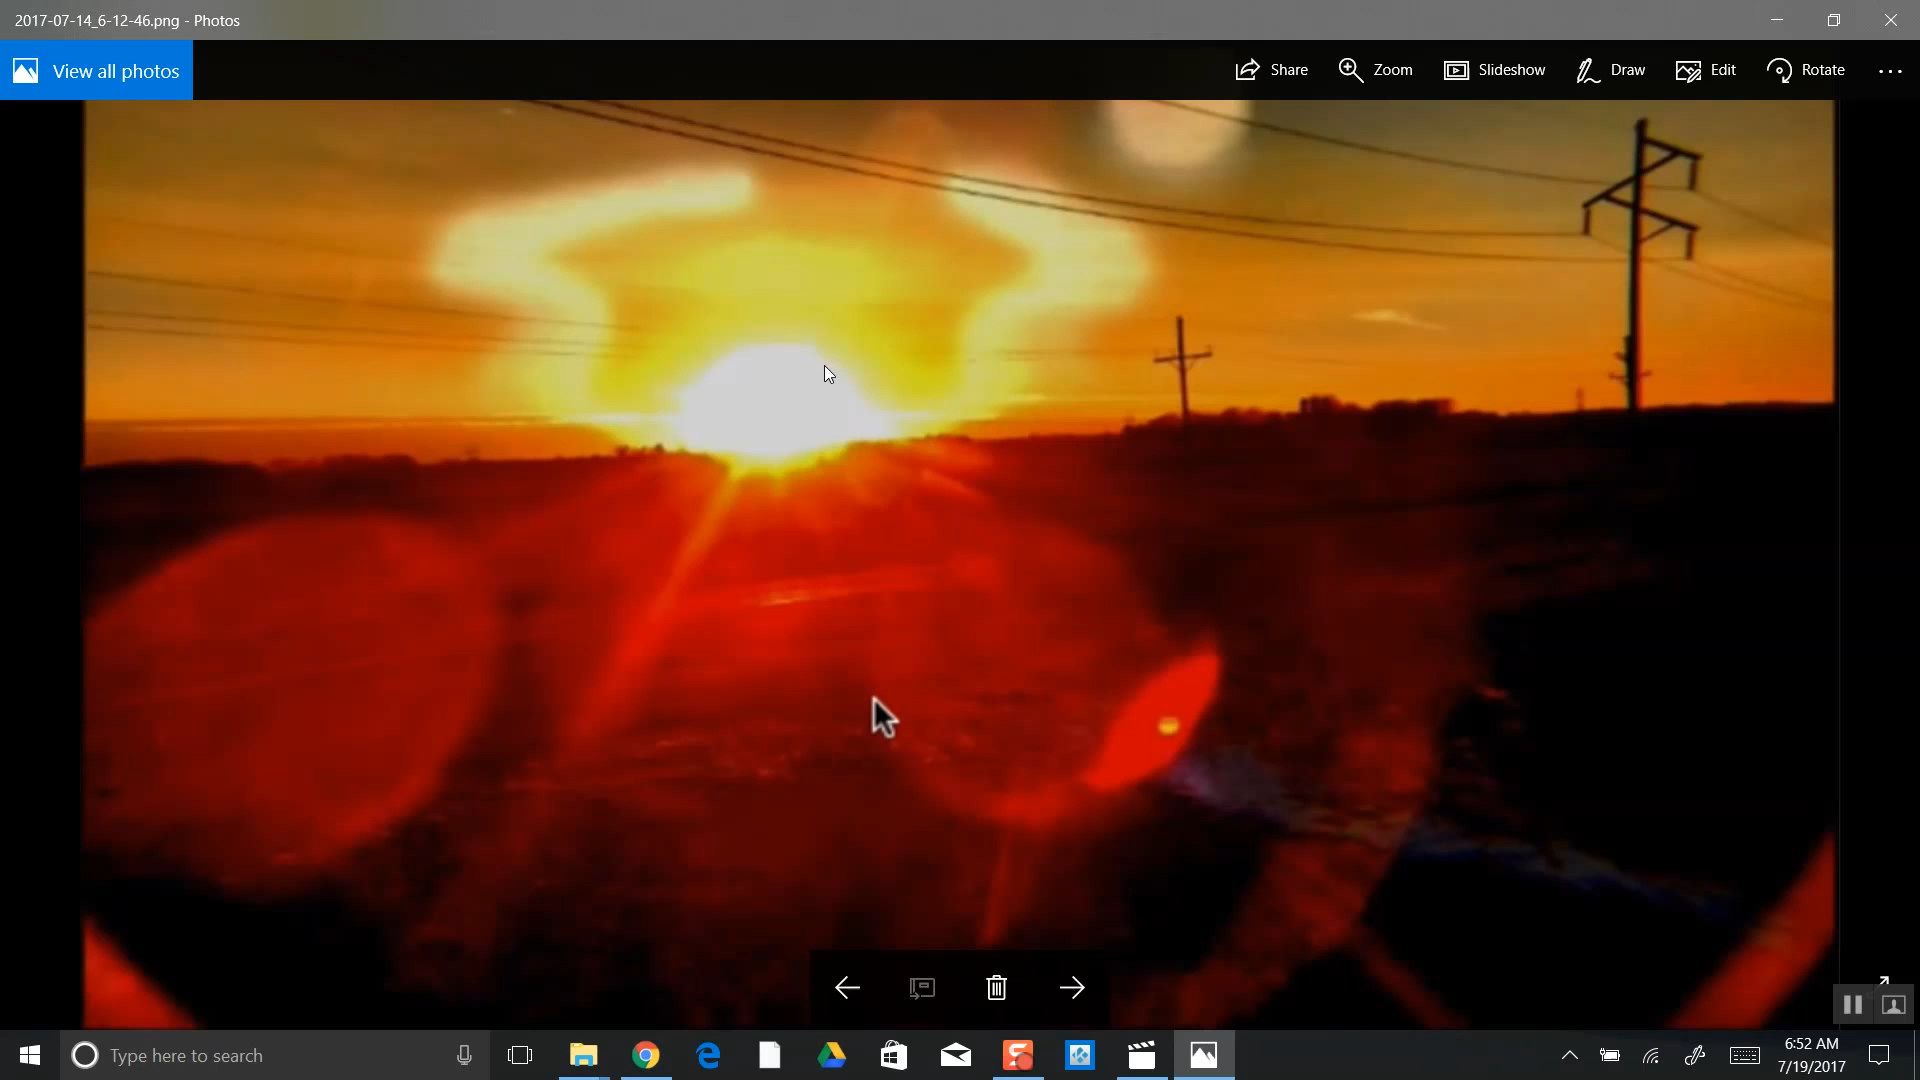 2017-07-14_6-12-46.png - Photos
View all photos
Share
Zoom
Slideshow
Draw
Edit
Rotate
Type here to search
6:52 AM
7/19/2017